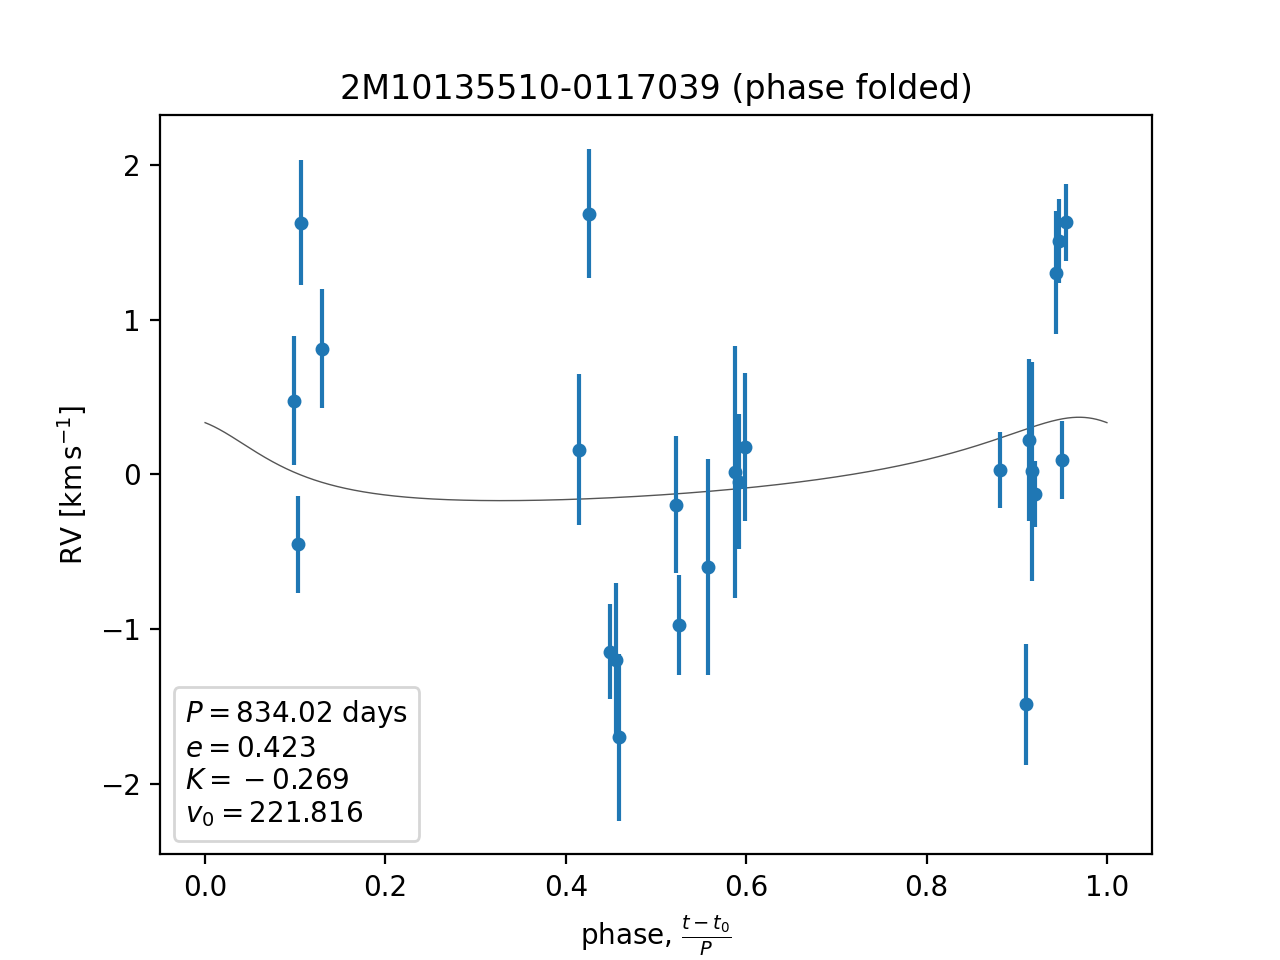 2M10135510-0117039 (phase folded)
RV [km s⁻¹]
2
1
0
−1
−2
P = 834.02 days
e = 0.423
K = −0.269
v₀ = 221.816
0.0 0.2 0.4 0.6 0.8 1.0
phase, (t − t₀)/P